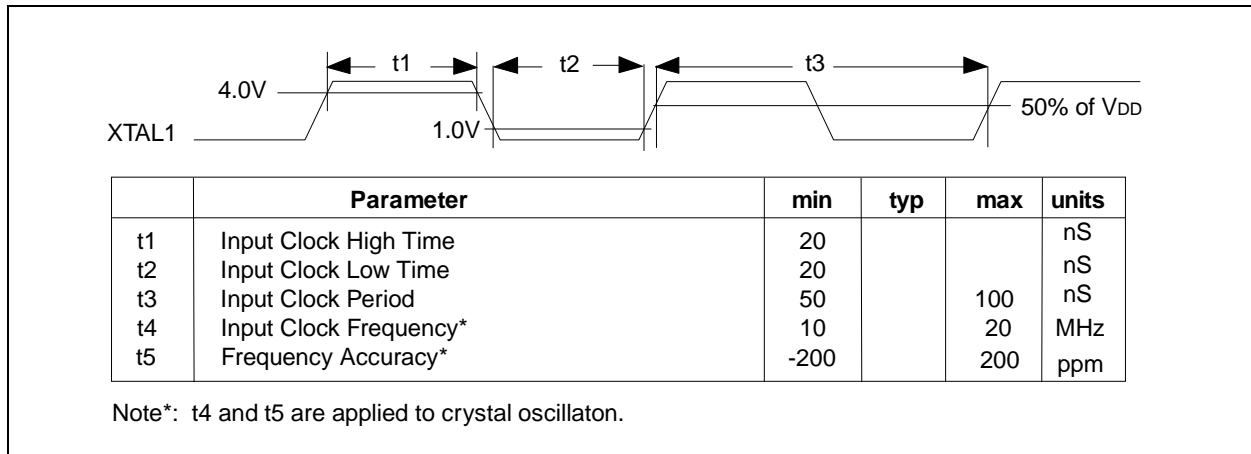 t1 t2 t3
4.0V
50% of VDD
XTAL1 1.0V
Parameter min typ max units
t1 Input Clock High Time 20 nS
t2 Input Clock Low Time 20 nS
t3 Input Clock Period 50 100 nS
t4 Input Clock Frequency* 10 20 MHz
t5 Frequency Accuracy* -200 200 ppm
Note*: t4 and t5 are applied to crystal oscillaton.